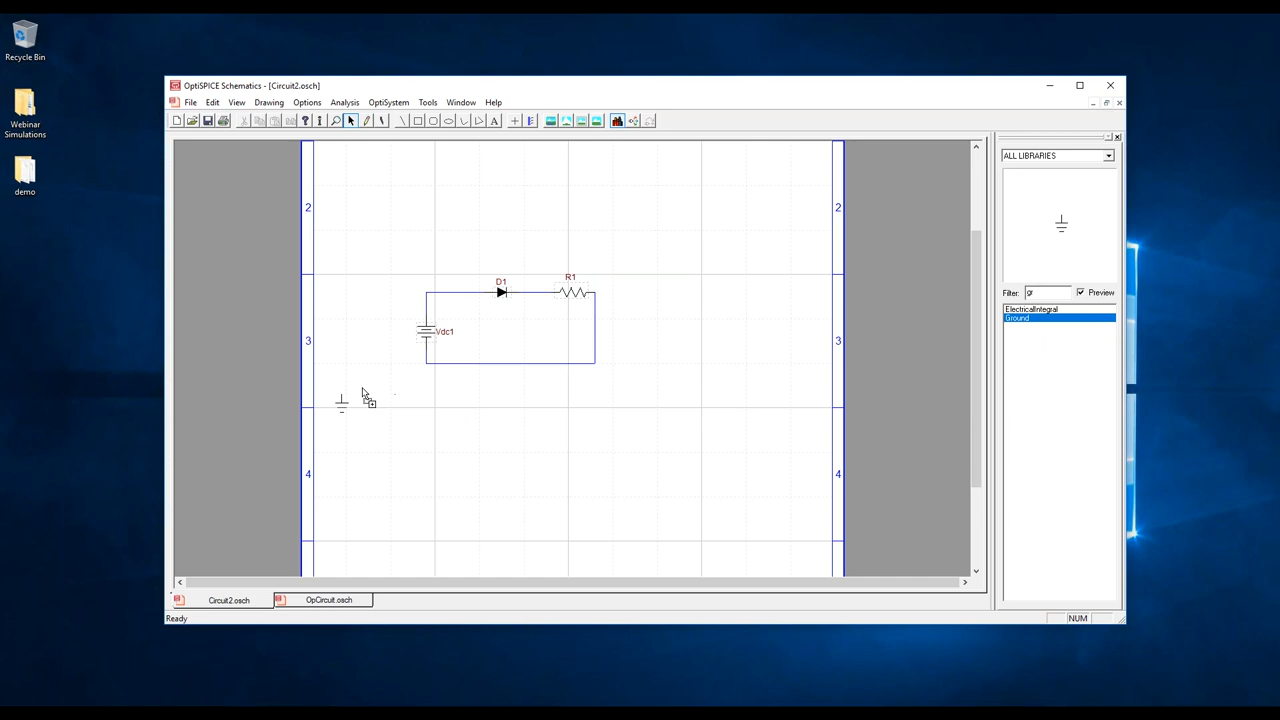 Recycle Bin
Webinar
Simulations
demo
OptiSPICE Schematics - [Circuit2.osch]
File Edit View Drawing Options Analysis OptiSystem Tools Window Help
A
ALL LIBRARIES
Filter: gr Preview
ElectricalIntegral
Ground
2 2
D1 R1
Vdc1
3 3
4 4
Circuit2.osch OpCircuit.osch
Ready NUM